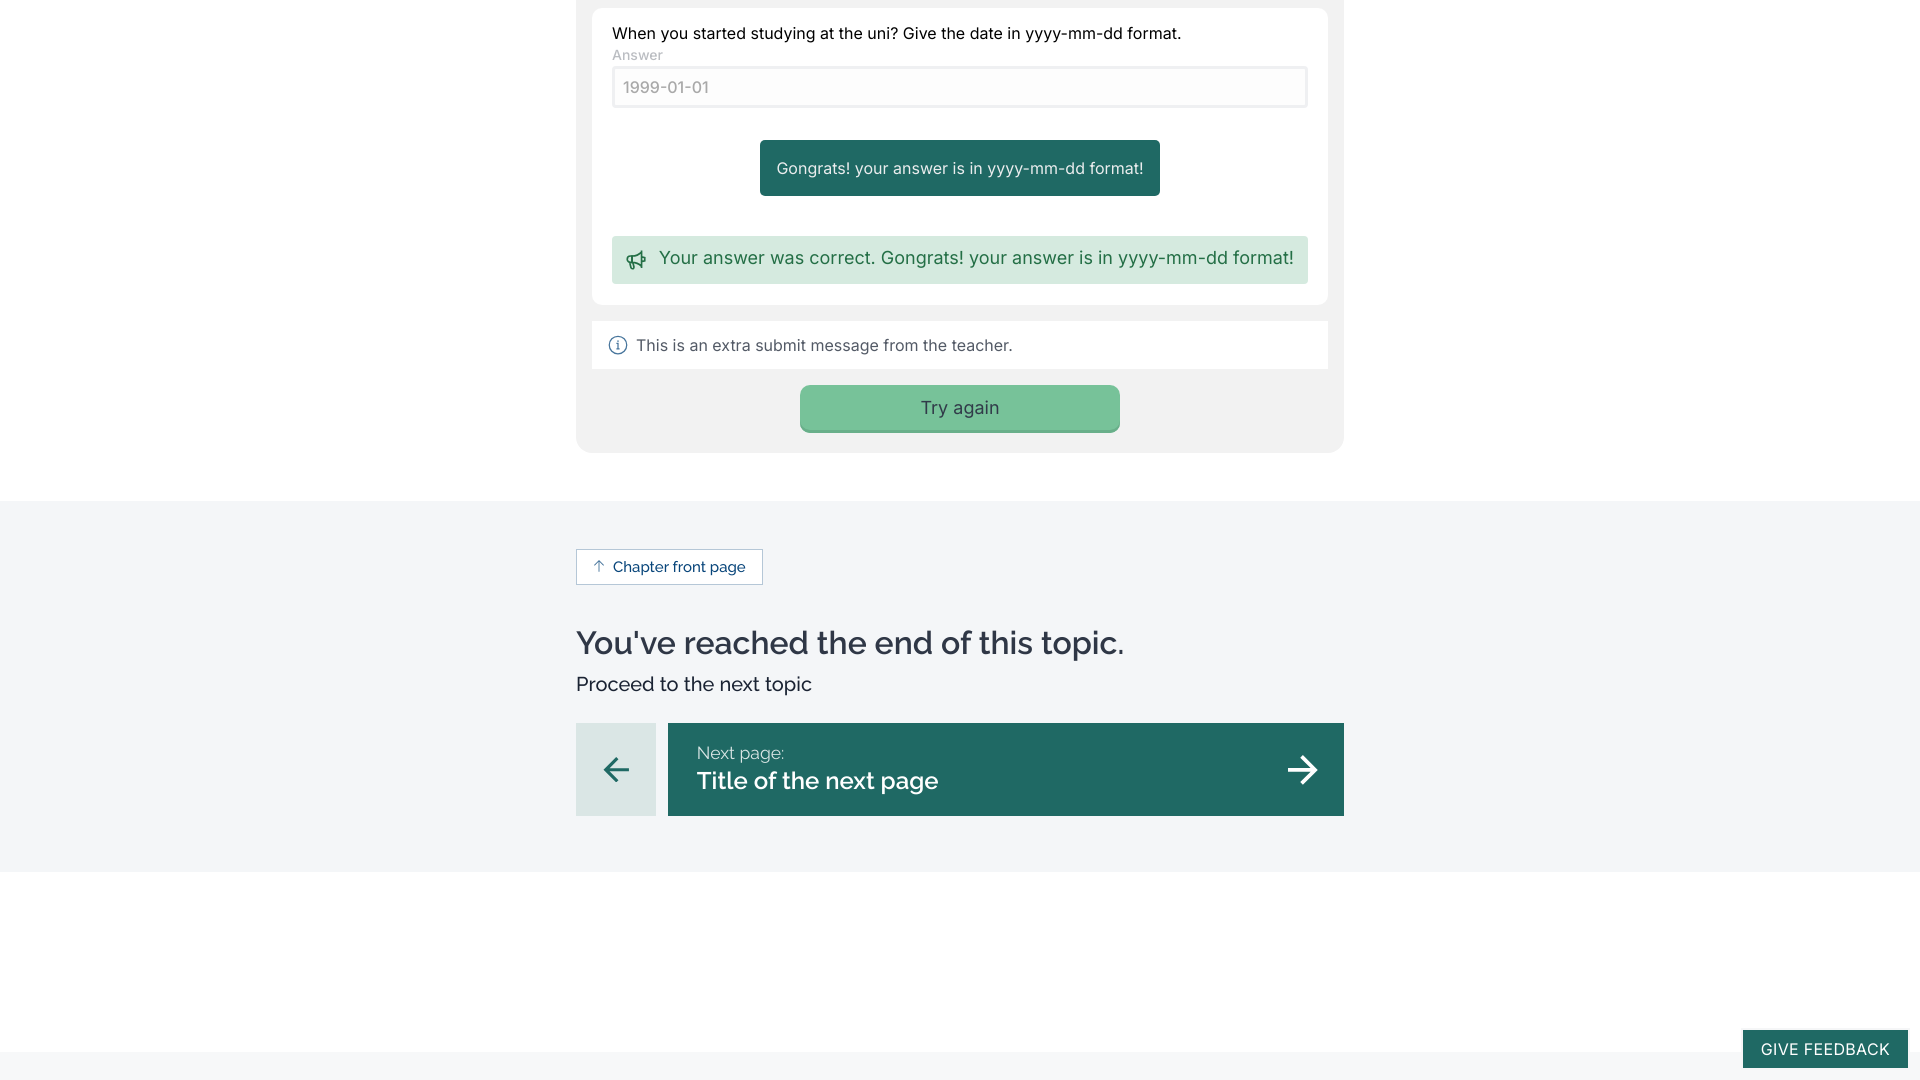 When you started studying at the uni? Give the date in yyyy-mm-dd format.
Answer
1999-01-01
Gongrats! your answer is in yyyy-mm-dd format!
Your answer was correct. Gongrats! your answer is in yyyy-mm-dd format!
This is an extra submit message from the teacher.
Try again
Chapter front page
You've reached the end of this topic.
Proceed to the next topic
Next page:
Title of the next page
GIVE FEEDBACK